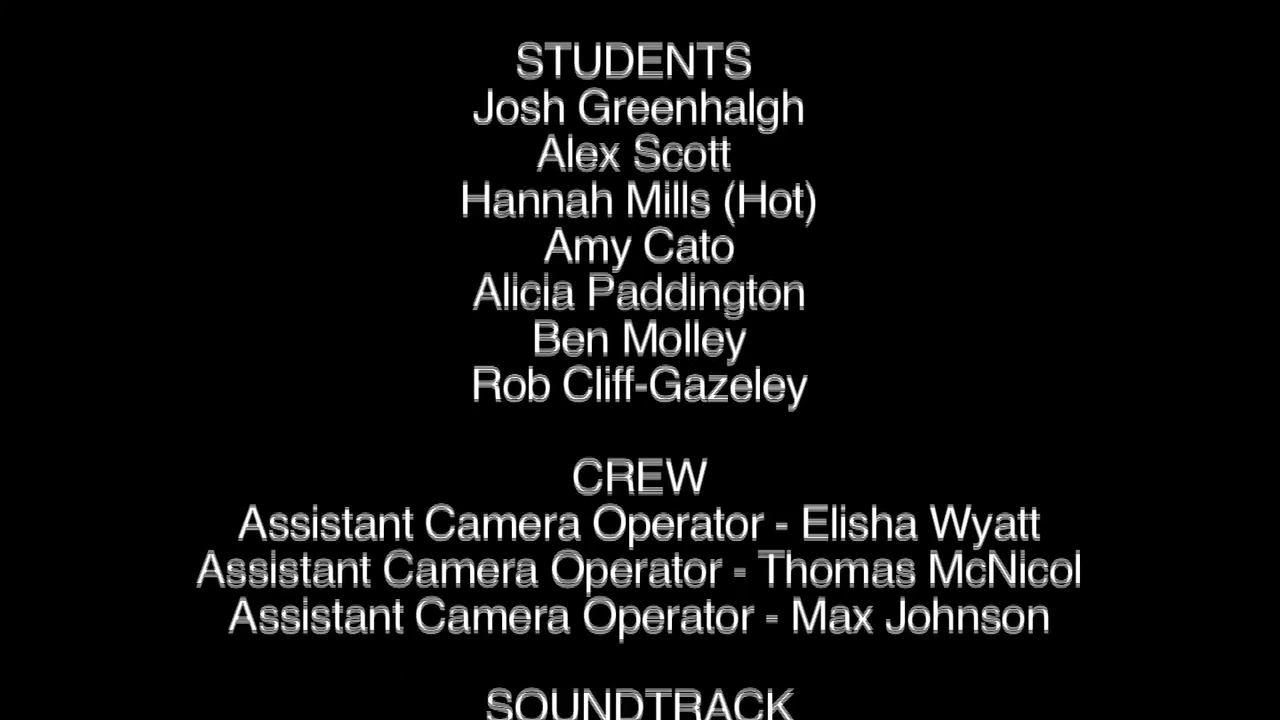 STUDENTS
Josh Greenhalgh
Alex Scott
Hannah Mills (Hot)
Amy Cato
Alicia Paddington
Ben Molley
Rob Cliff-Gazeley
CREW
Assistant Camera Operator - Elisha Wyatt
Assistant Camera Operator - Thomas McNicol
Assistant Camera Operator - Max Johnson
SOUNDTRACK